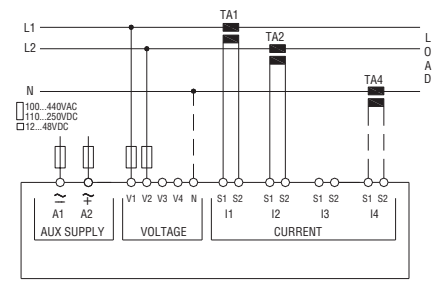 TA1
L1
TA2
L2
L
O
A
D
TA4
N
100...440VAC
110...250VDC
12...48VDC
V1 V2 V3 V4 N S1 S2 S1 S2 S1 S2 S1 S2
A1 A2 I1 I2 I3 I4
AUX SUPPLY VOLTAGE CURRENT